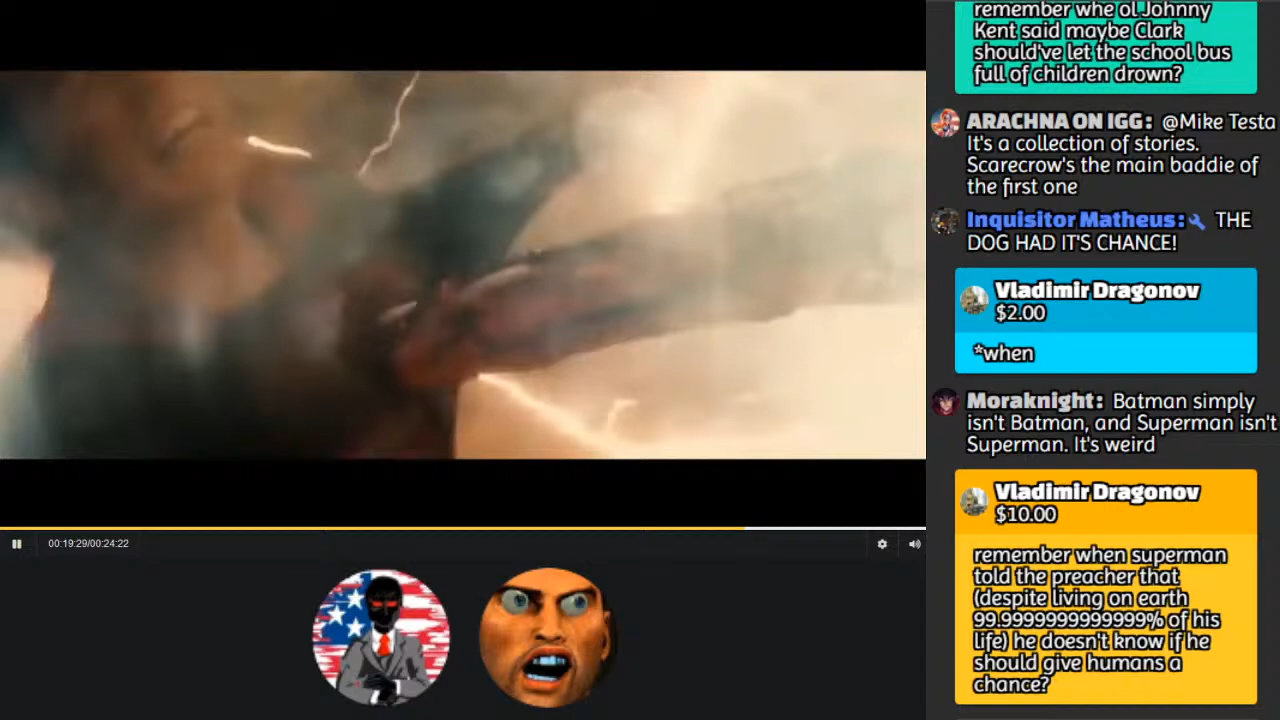 remember whe ol Johnny
Kent said maybe Clark
should've let the school bus
full of children drown?
ARACHNA ON IGG: @Mike Testa
It's a collection of stories.
Scarecrow's the main baddie of
the first one
Inquisitor Matheus: THE
DOG HAD IT'S CHANCE!
Vladimir Dragonov
$2.00
*when
Moraknight: Batman simply
isn't Batman, and Superman isn't
Superman. It's weird
Vladimir Dragonov
$10.00
remember when superman
told the preacher that
(despite living on earth
99.9999999999999% of his
life) he doesn't know if he
should give humans a
chance?
00:19:29/00:24:22